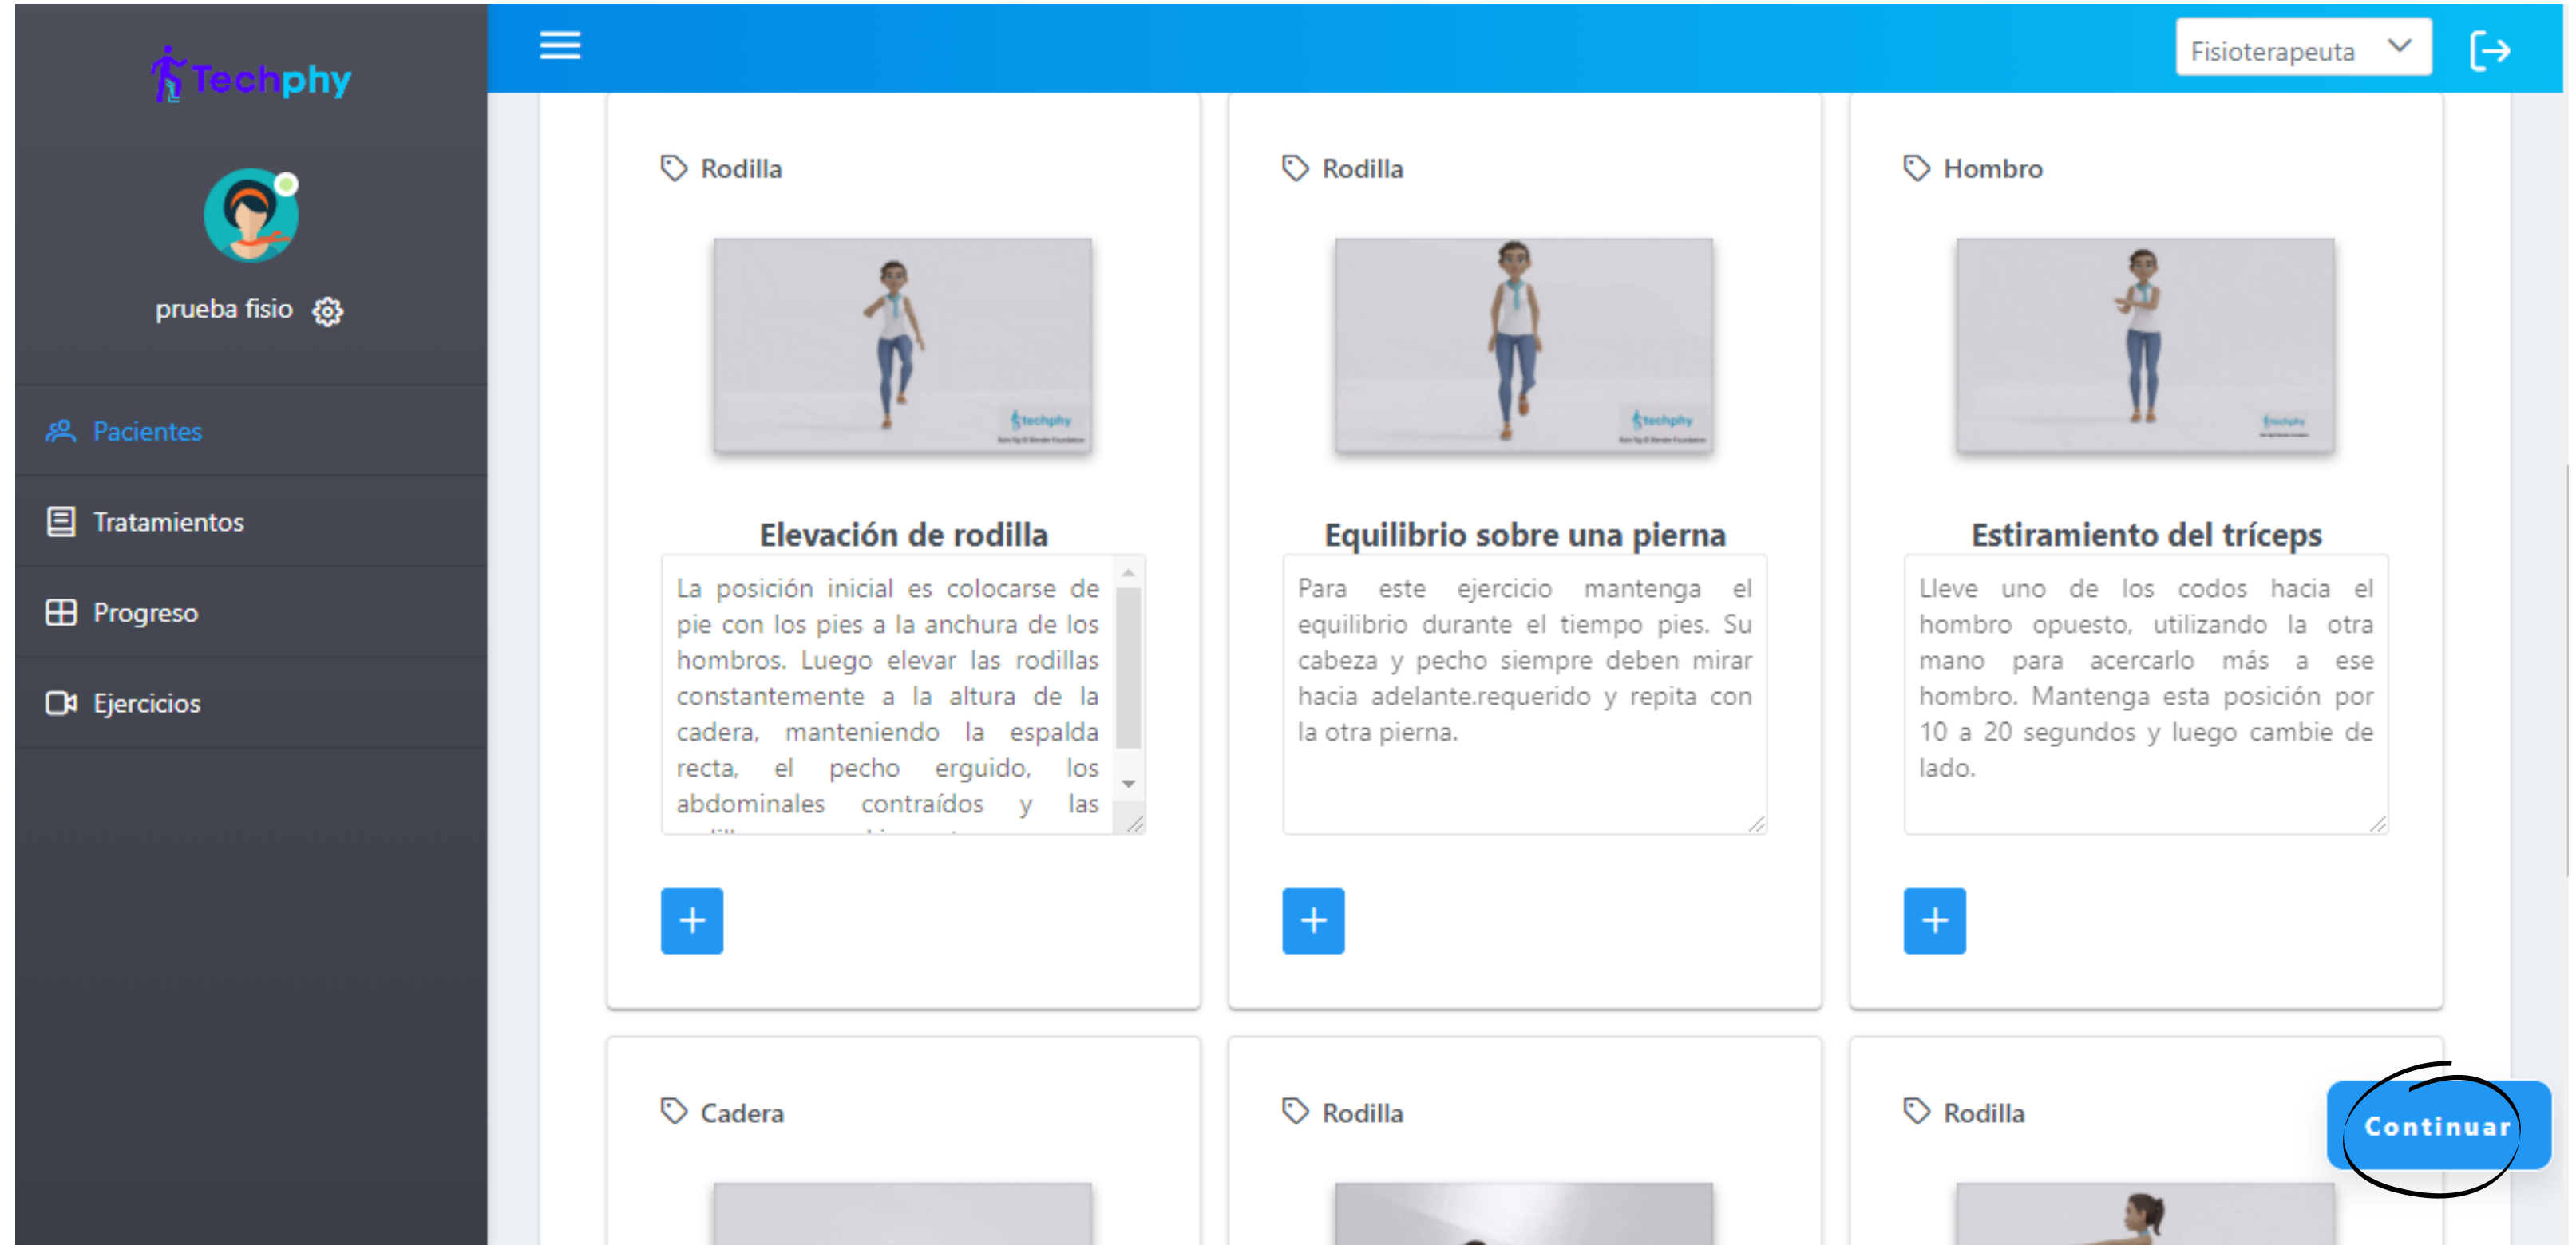 Techphy
Fisioterapeuta
prueba fisio
Pacientes
Tratamientos
Progreso
Ejercicios
Rodilla
techphy
Elevación de rodilla
La posición inicial es colocarse de
pie con los pies a la anchura de los
hombros. Luego elevar las rodillas
constantemente a la altura de la
cadera, manteniendo la espalda
recta, el pecho erguido, los
abdominales contraídos y las
Rodilla
techphy
Equilibrio sobre una pierna
Para este ejercicio mantenga el
equilibrio durante el tiempo pies. Su
cabeza y pecho siempre deben mirar
hacia adelante.requerido y repita con
la otra pierna.
Hombro
techphy
Estiramiento del tríceps
Lleve uno de los codos hacia el
hombro opuesto, utilizando la otra
mano para acercarlo más a ese
hombro. Mantenga esta posición por
10 a 20 segundos y luego cambie de
lado.
Cadera
Rodilla
Rodilla
Continuar